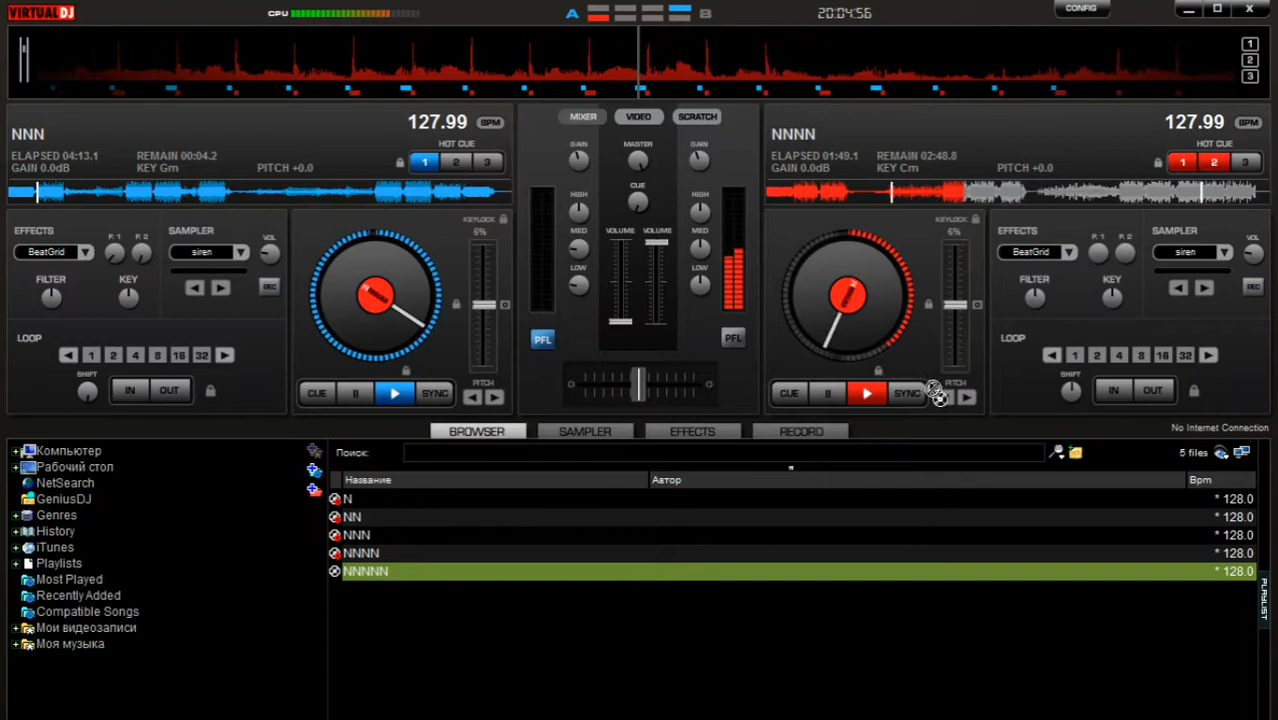 VIRTUAL DJ
CPU
A B
20:04:56
CONFIG
1
2
3
NNN
127.99 BPM
ELAPSED 04:13.1 REMAIN 00:04.2
GAIN 0.0dB KEY Gm PITCH +0.0
HOT CUE
1 2 3
MIXER VIDEO SCRATCH
GAIN MASTER GAIN
HIGH CUE HIGH
MED VOLUME VOLUME MED
LOW LOW
PFL PFL
NNNN
127.99 BPM
ELAPSED 01:49.1 REMAIN 02:48.8
GAIN 0.0dB KEY Cm PITCH +0.0
HOT CUE
1 2 3
EFFECTS P. 1 P. 2 SAMPLER VOL
BeatGrid siren
FILTER KEY REC
LOOP
1 2 4 8 16 32
SHIFT IN OUT
KEYLOCK
6%
CUE II SYNC PITCH
KEYLOCK
6%
CUE II SYNC PITCH
EFFECTS P. 1 P. 2 SAMPLER VOL
BeatGrid siren
FILTER KEY REC
LOOP
1 2 4 8 16 32
SHIFT IN OUT
BROWSER SAMPLER EFFECTS RECORD
No Internet Connection
Компьютер
Рабочий стол
NetSearch
GeniusDJ
Genres
History
iTunes
Playlists
Most Played
Recently Added
Compatible Songs
Мои видеозаписи
Моя музыка
Поиск: 5 files
Название Автор Bpm
N * 128.0
NN * 128.0
NNN * 128.0
NNNN * 128.0
NNNNN * 128.0
PLAYLIST